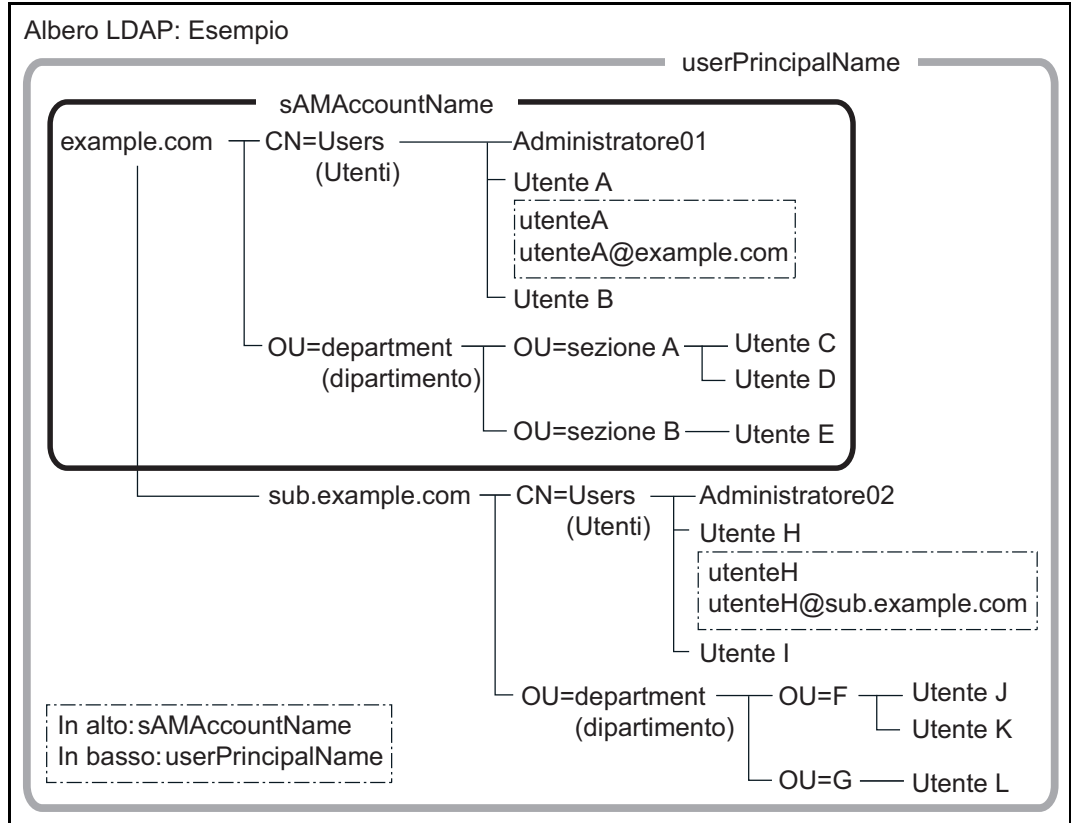 Albero LDAP: Esempio
userPrincipalName
sAMAccountName
example.com
CN=Users
(Utenti)
Administratore01
Utente A
utenteA
utenteA@example.com
Utente B
OU=department
(dipartimento)
OU=sezione A
Utente C
Utente D
OU=sezione B
Utente E
sub.example.com
CN=Users
(Utenti)
Administratore02
Utente H
utenteH
utenteH@sub.example.com
Utente I
OU=department
(dipartimento)
OU=F
Utente J
Utente K
OU=G
Utente L
In alto: sAMAccountName
In basso: userPrincipalName